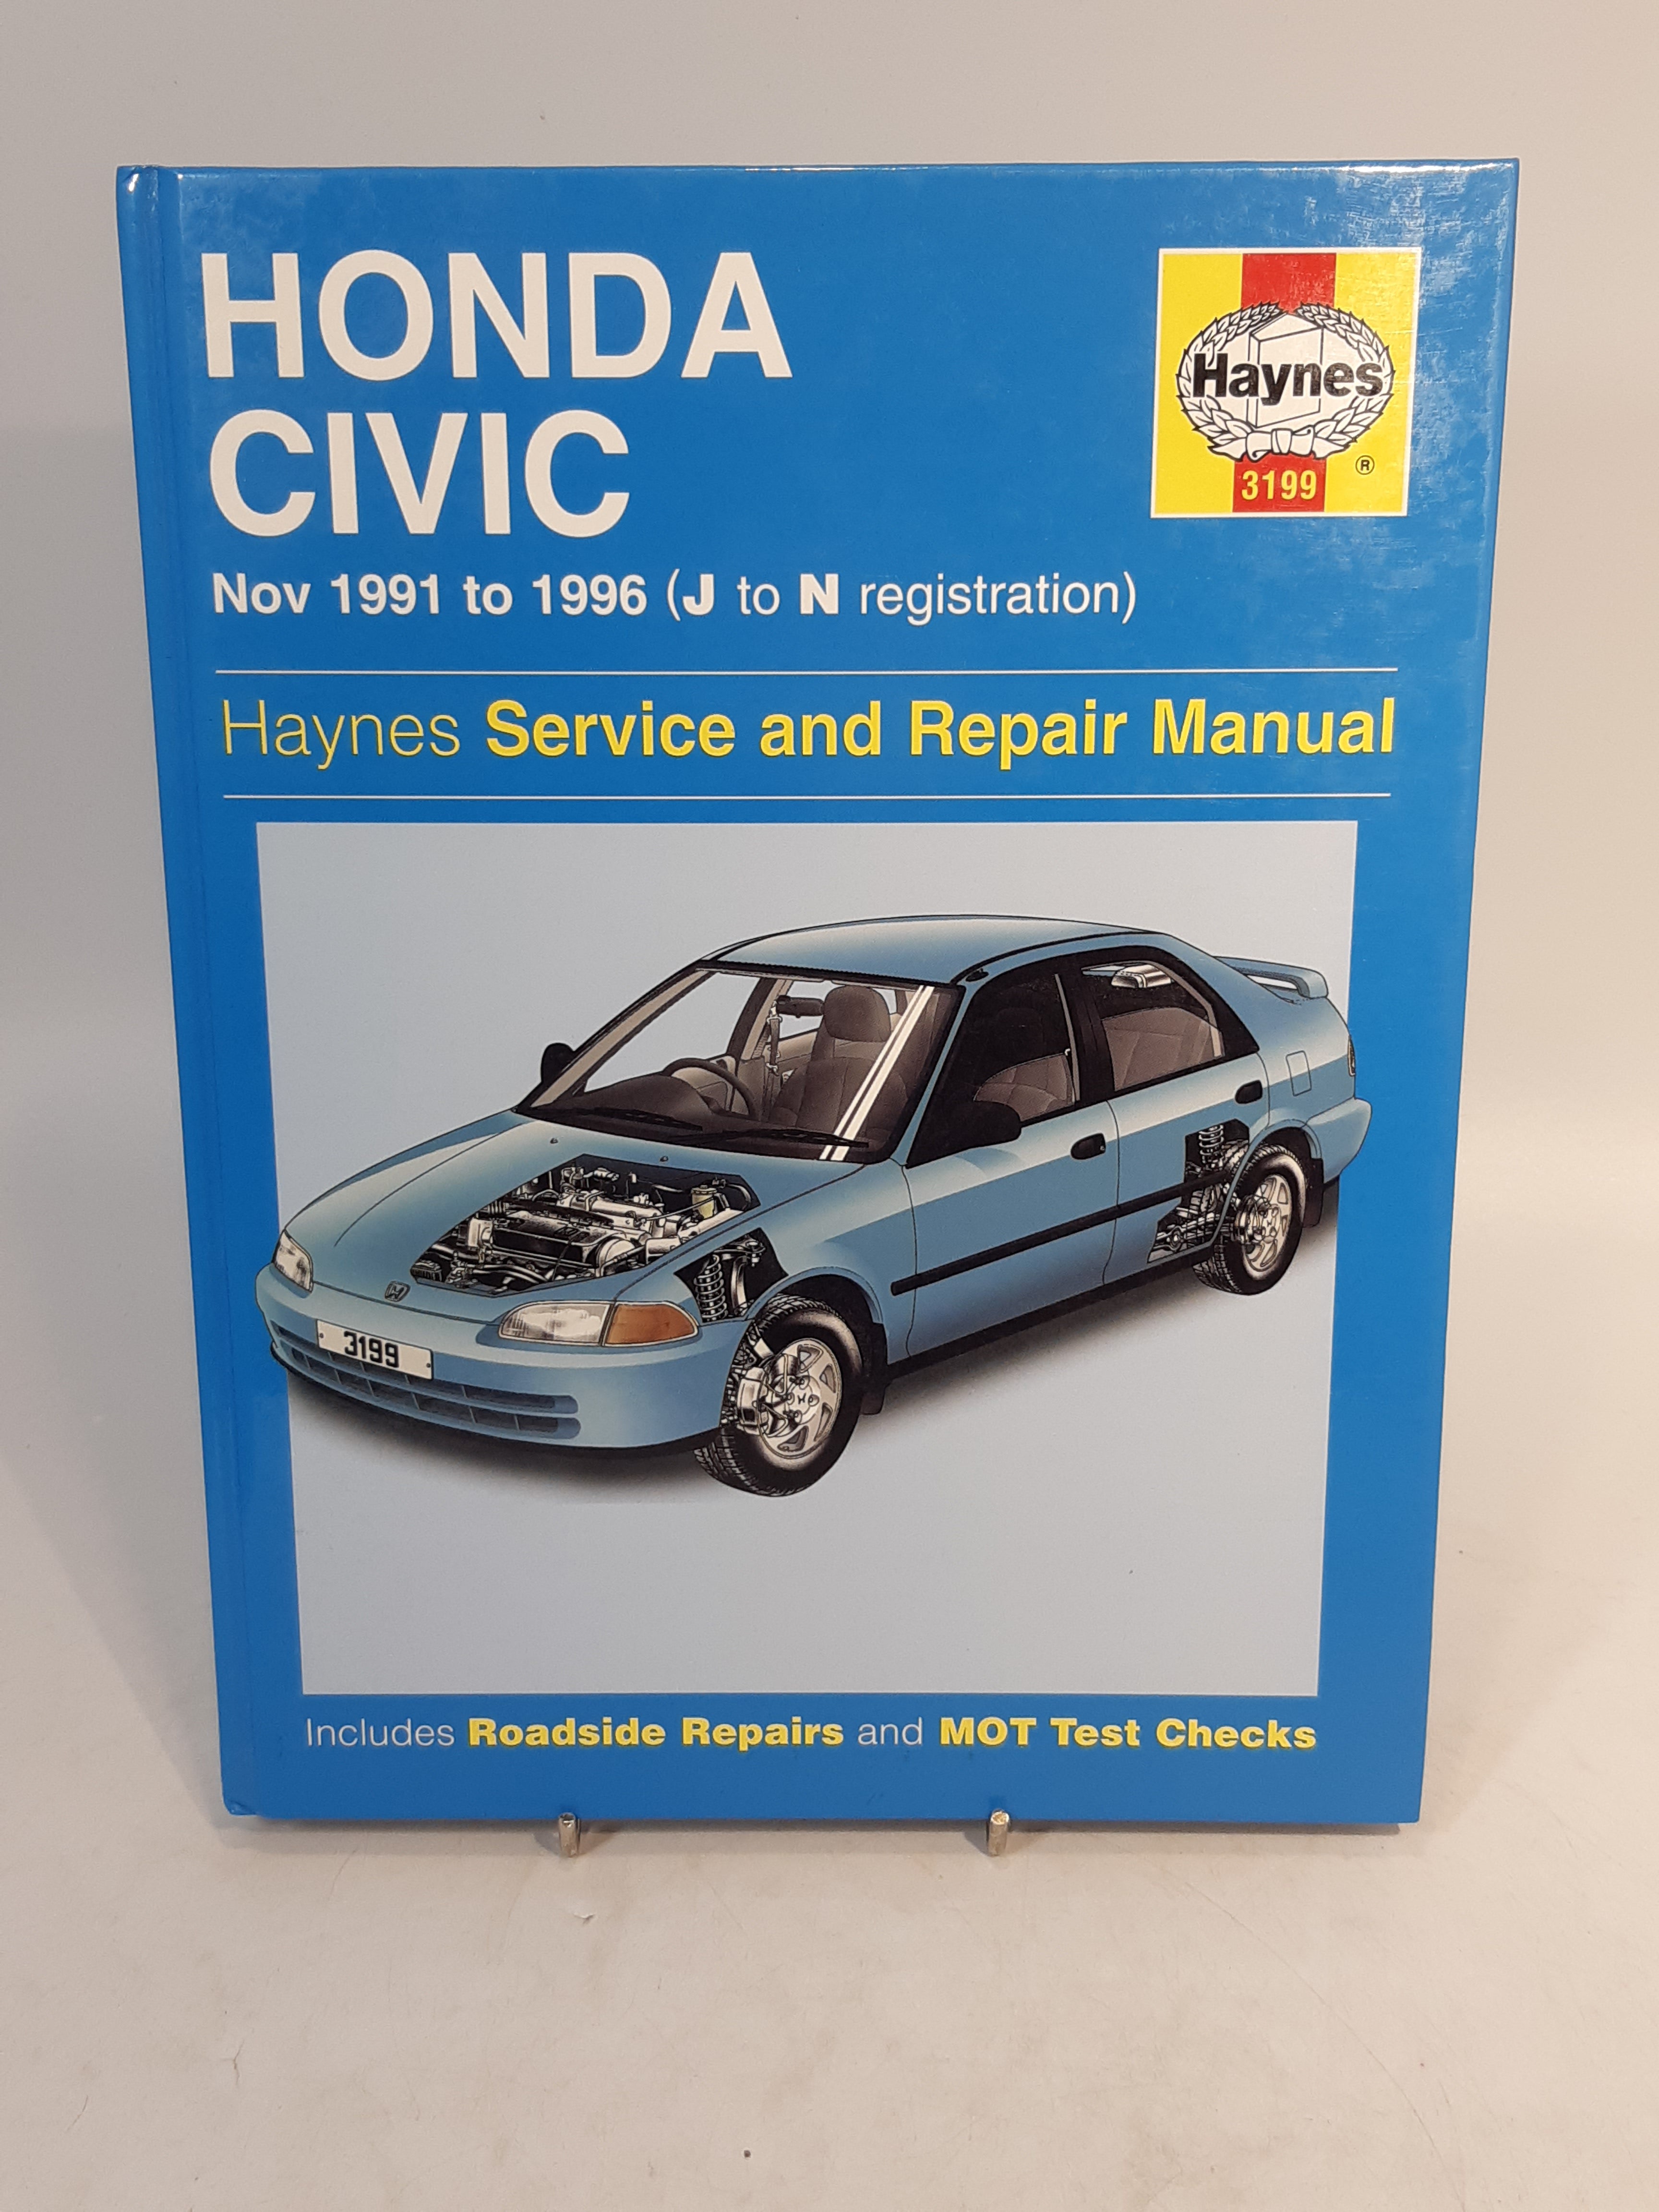 HONDA
CIVIC
Haynes
®
3199
Nov 1991 to 1996 (J to N registration)
Haynes Service and Repair Manual
3199
Includes Roadside Repairs and MOT Test Checks